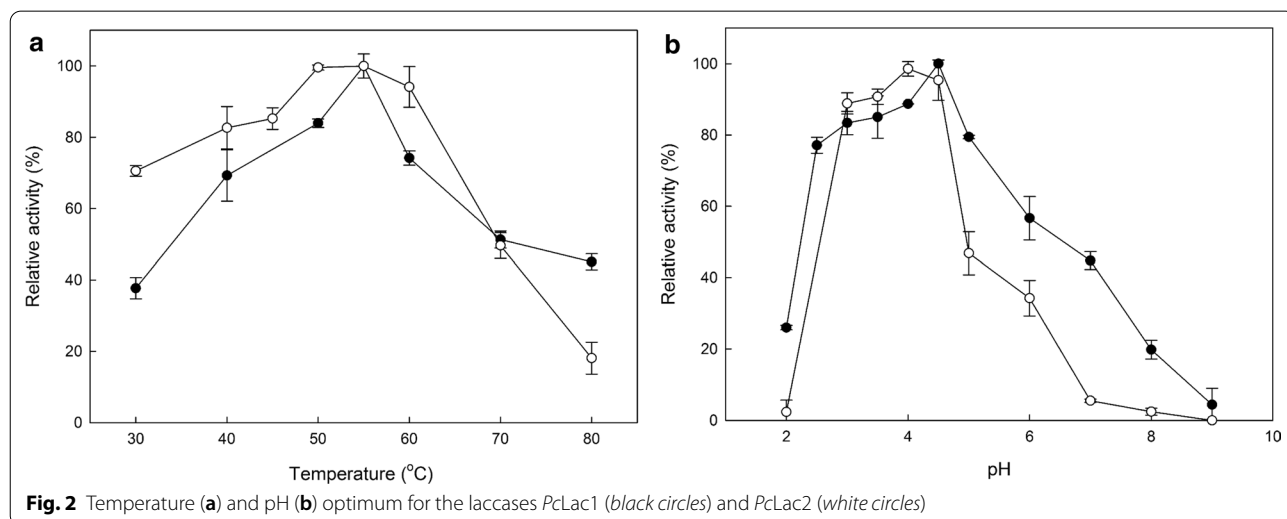 a
100
80
60
40
20
0
Relative activity (%)
30 40 50 60 70 80
Temperature (°C)
b
100
80
60
40
20
0
Relative activity (%)
2 4 6 8 10
pH
Fig. 2 Temperature (a) and pH (b) optimum for the laccases PcLac1 (black circles) and PcLac2 (white circles)